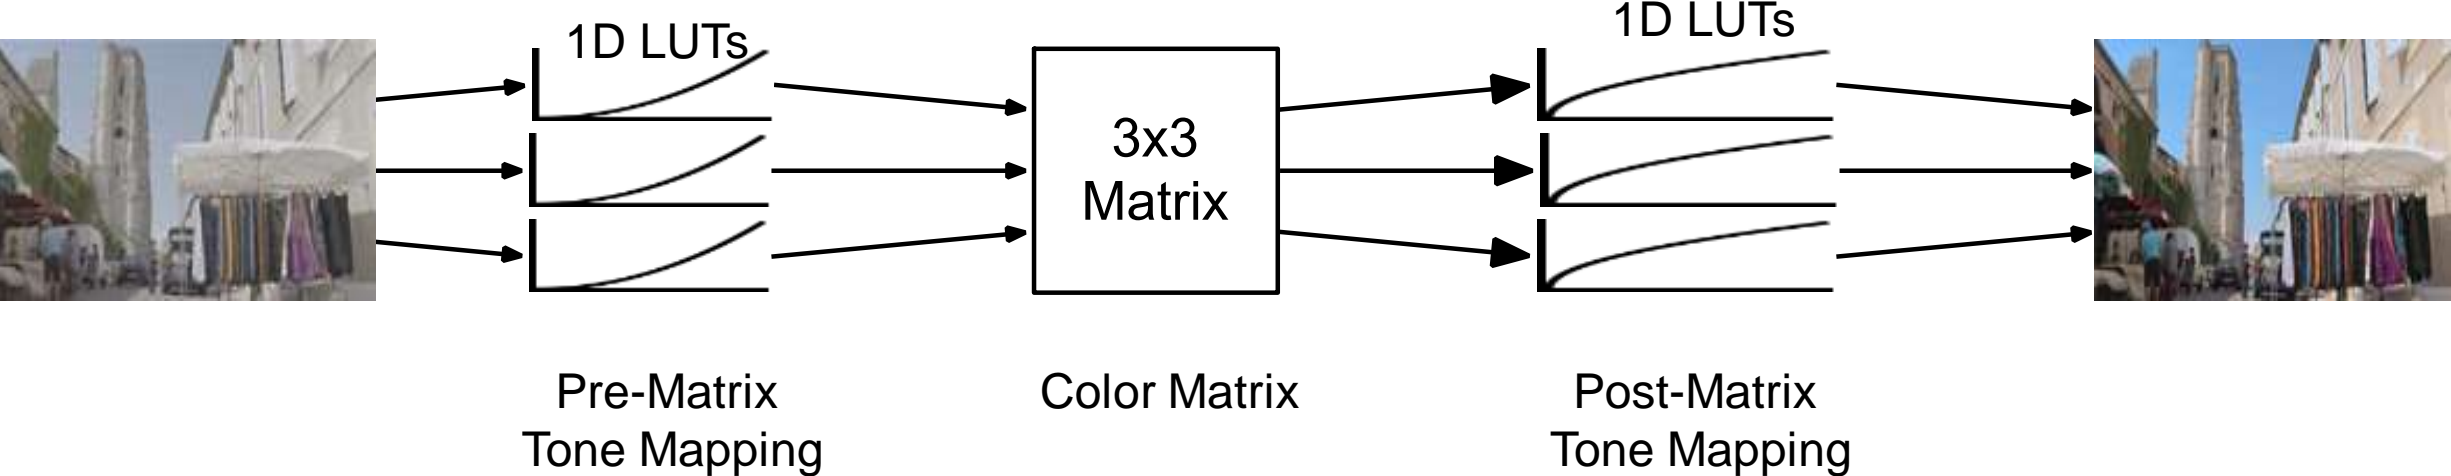 1D LUTs
1D LUTs
3x3
Matrix
Pre-Matrix
Tone Mapping
Color Matrix
Post-Matrix
Tone Mapping